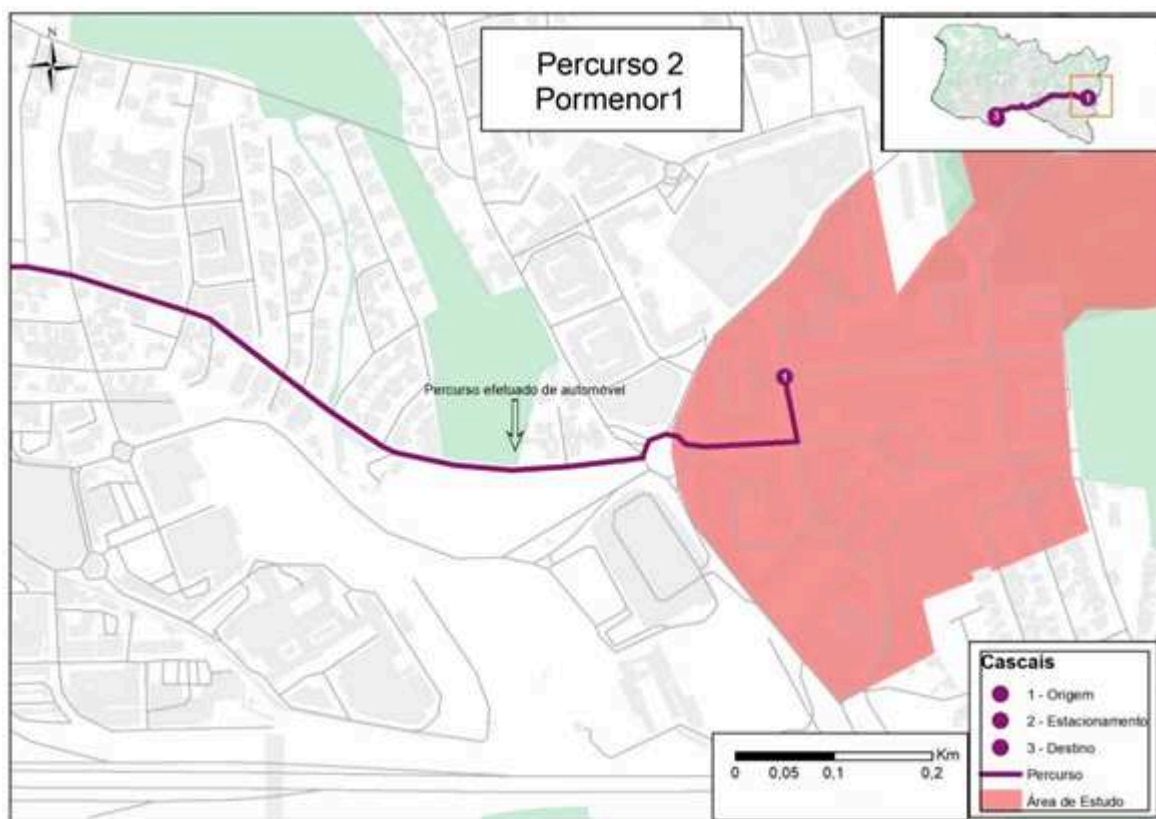 N
Percurso 2
Pormenor1
1
3
Percurso efetuado de automóvel
1
Cascais
1 - Origem
2 - Estacionamento
3 - Destino
Percurso
Área de Estudo
Km
0 0,05 0,1 0,2